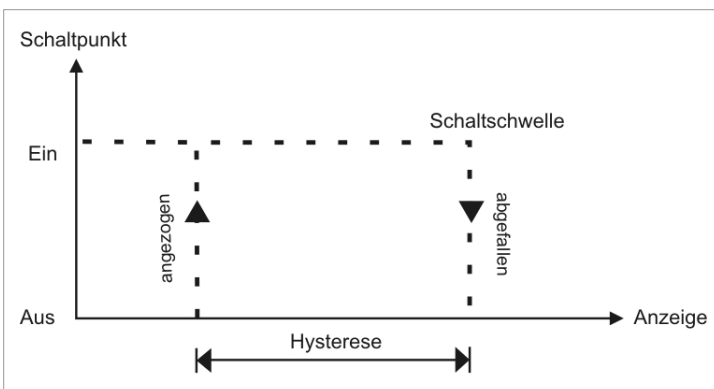 Schaltpunkt
Schaltschwelle
Ein
angezogen
abgefallen
Aus
Anzeige
Hysterese